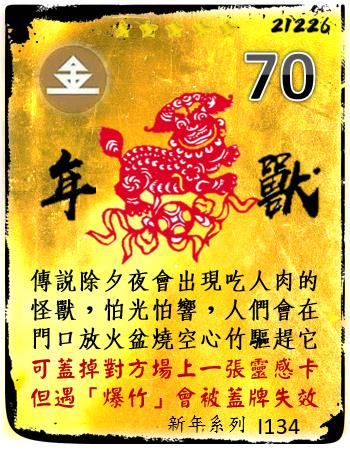 21226
金
70
年 獸
傳說除夕夜會出現吃人肉的
怪獸，怕光怕響，人們會在
門口放火盆燒空心竹驅趕它
可蓋掉對方場上一張靈感卡
但遇「爆竹」會被蓋牌失效
新年系列 I134